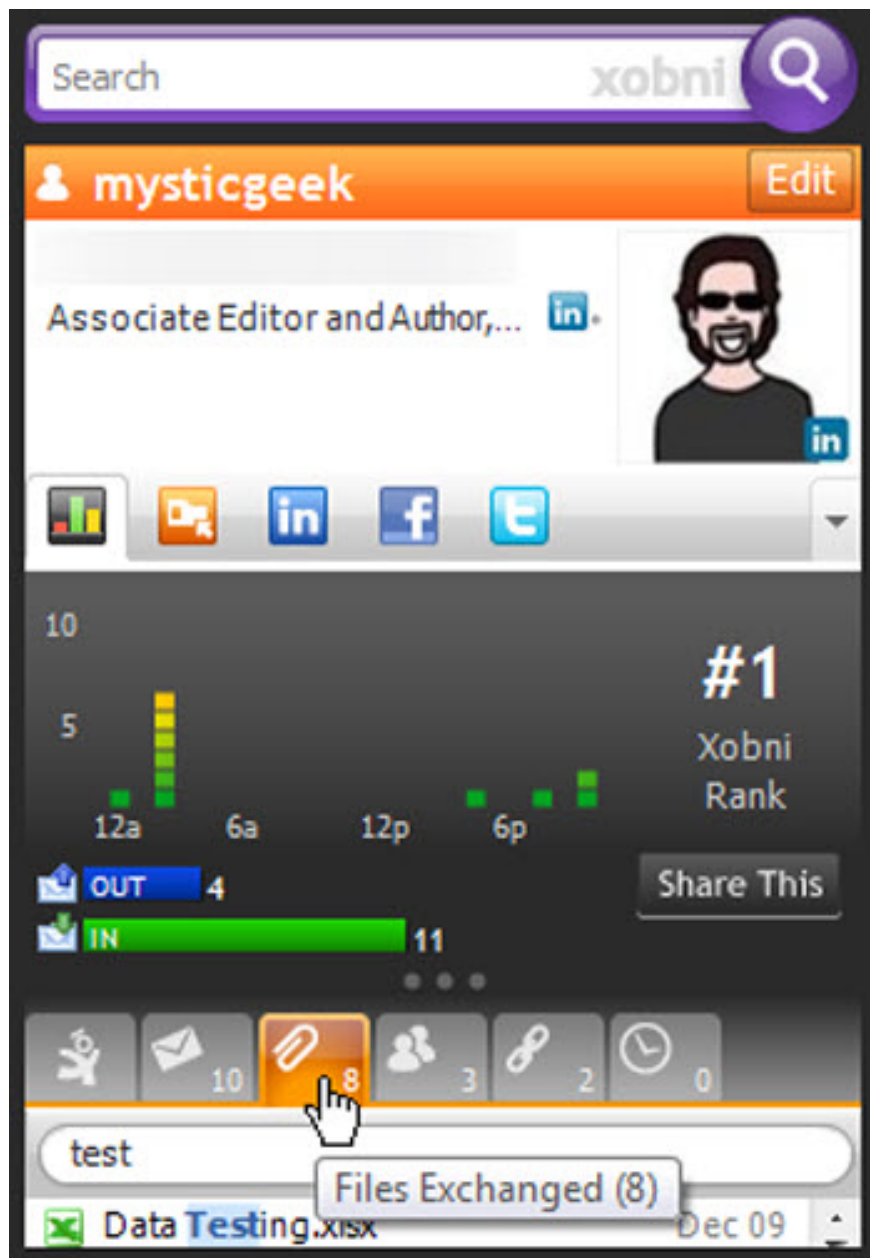 Search xobni
mysticgeek Edit
Associate Editor and Author,... in
in
in f t
10
5
12a 6a 12p 6p
#1
Xobni
Rank
OUT 4
IN 11
Share This
10 8 3 2 0
test
Files Exchanged (8)
Data Testing.xlsx Dec 09